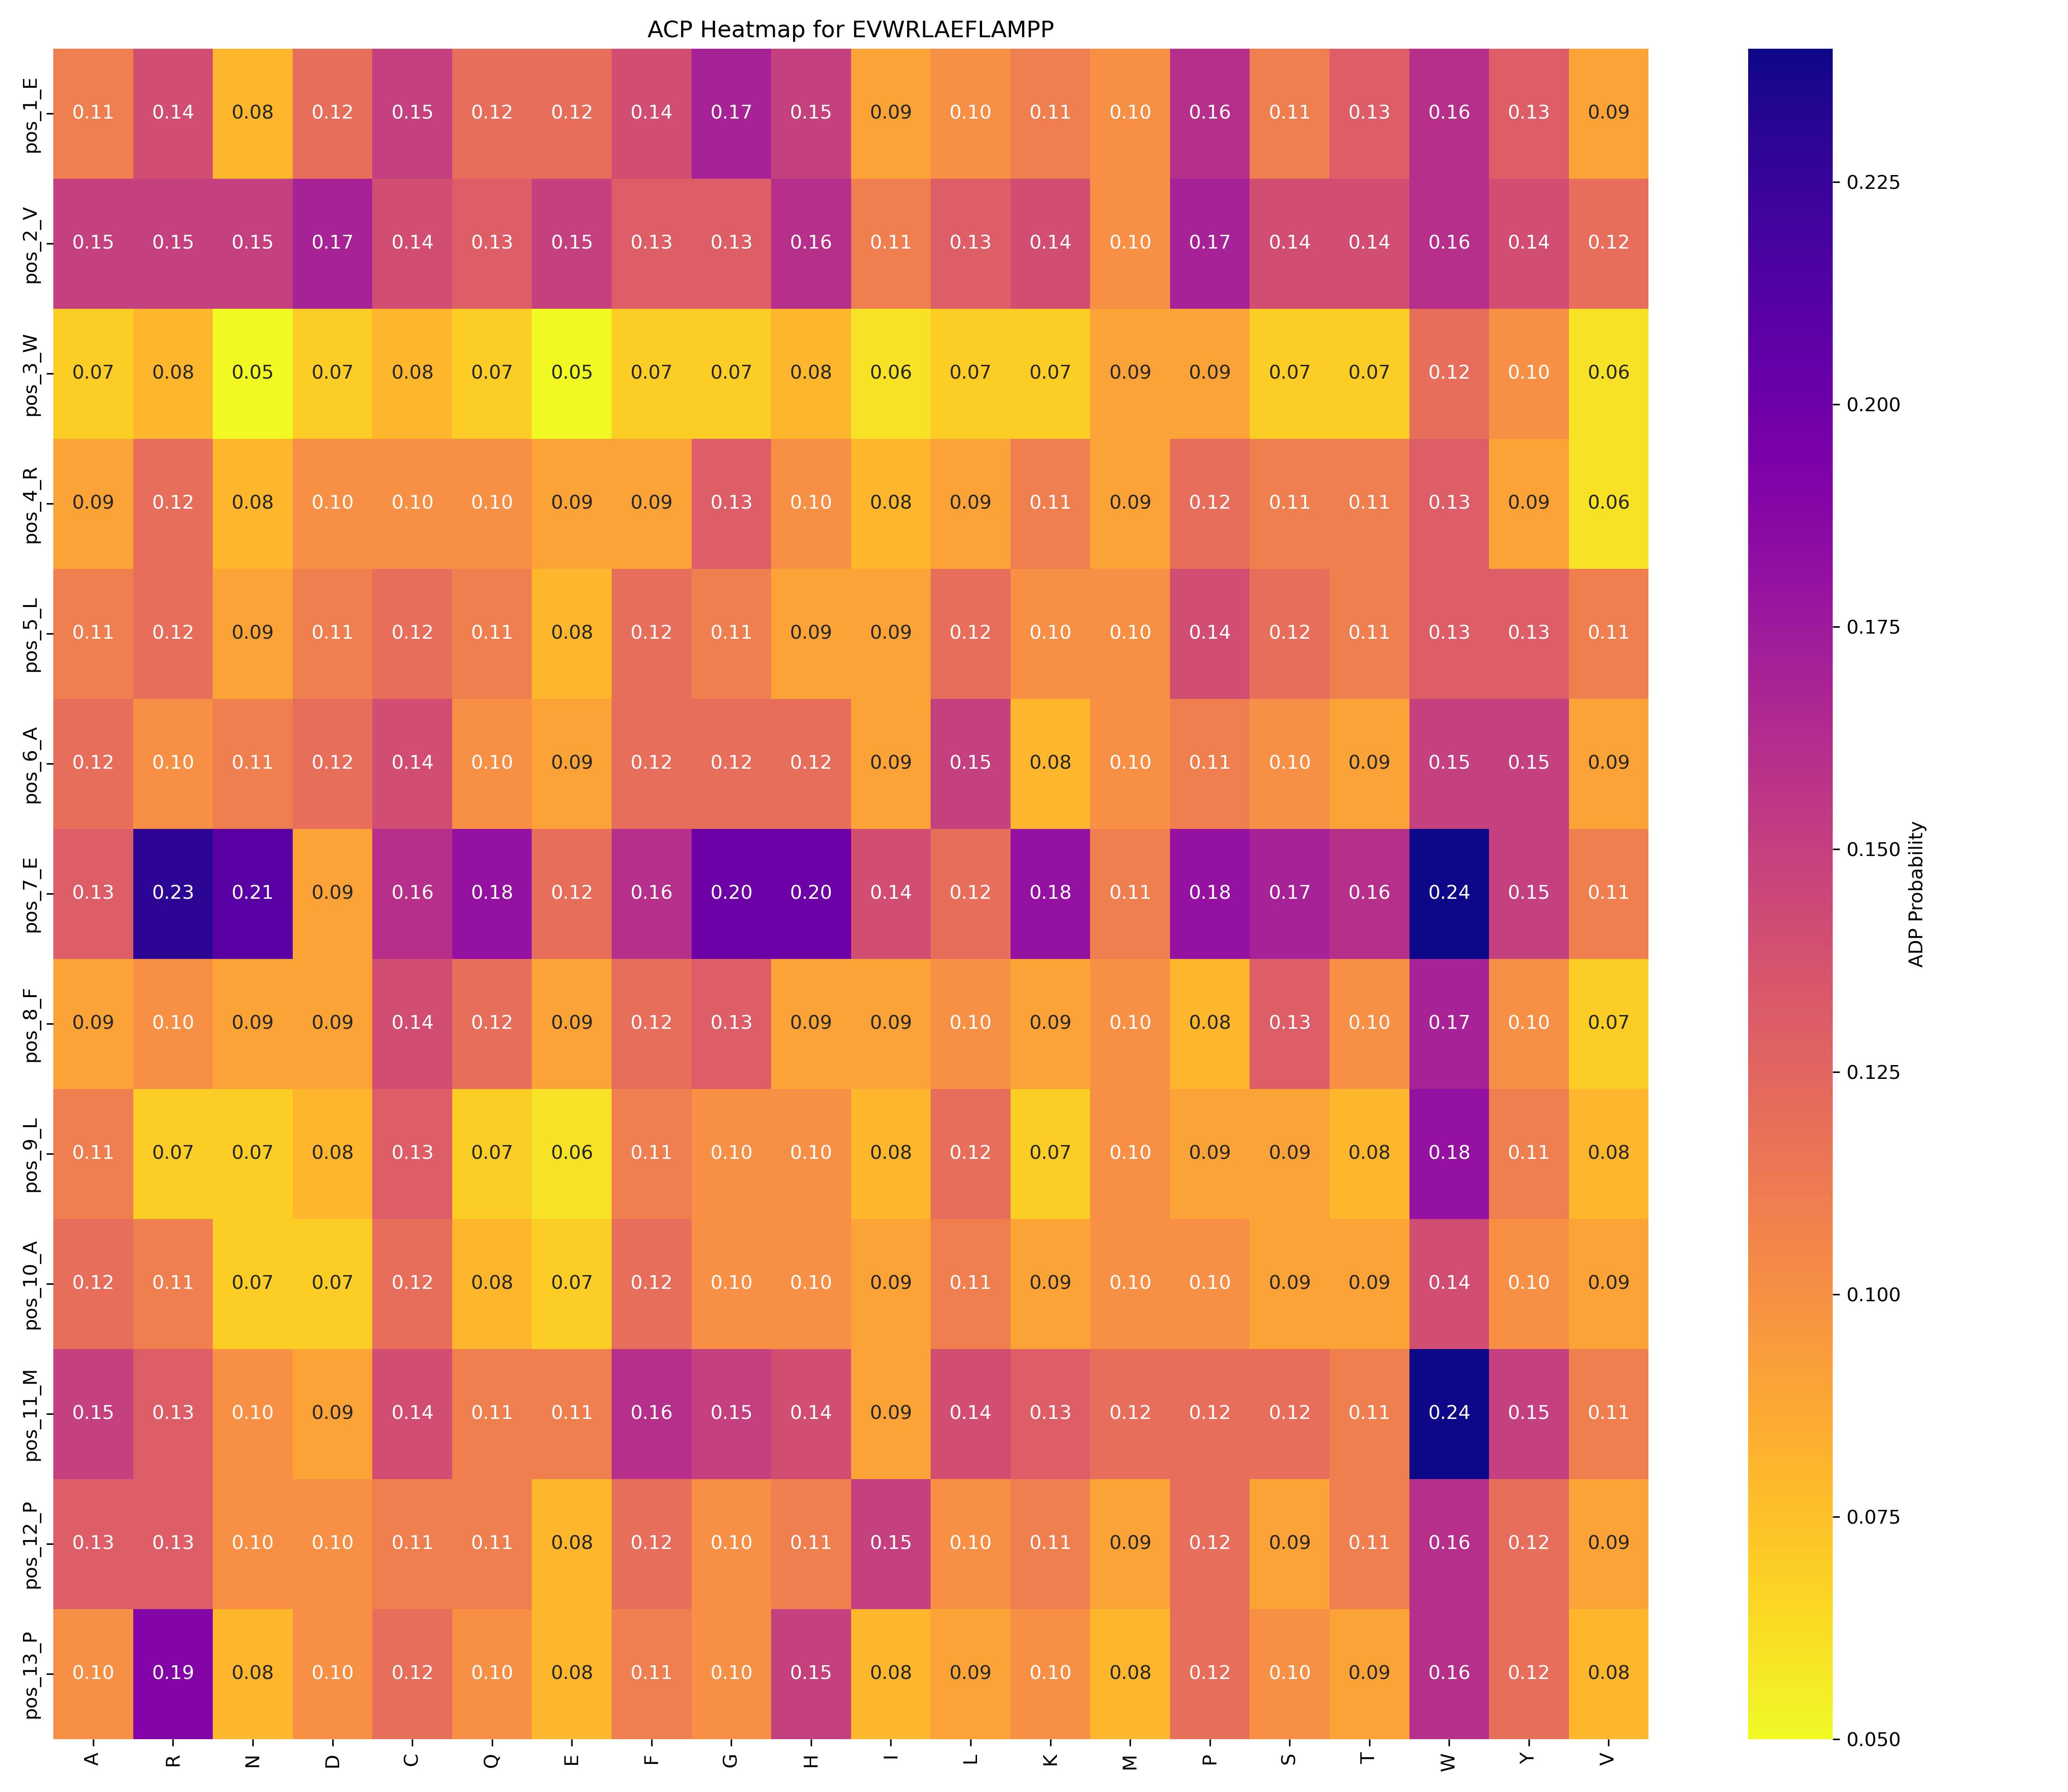 ACP Heatmap for EVWRLAEFLAMPP
pos_1_E 0.11 0.14 0.08 0.12 0.15 0.12 0.12 0.14 0.17 0.15 0.09 0.10 0.11 0.10 0.16 0.11 0.13 0.16 0.13 0.09
pos_2_V 0.15 0.15 0.15 0.17 0.14 0.13 0.15 0.13 0.13 0.16 0.11 0.13 0.14 0.10 0.17 0.14 0.14 0.16 0.14 0.12
pos_3_W 0.07 0.08 0.05 0.07 0.08 0.07 0.05 0.07 0.07 0.08 0.06 0.07 0.07 0.09 0.09 0.07 0.07 0.12 0.10 0.06
pos_4_R 0.09 0.12 0.08 0.10 0.10 0.10 0.09 0.09 0.13 0.10 0.08 0.09 0.11 0.09 0.12 0.11 0.11 0.13 0.09 0.06
pos_5_L 0.11 0.12 0.09 0.11 0.12 0.11 0.08 0.12 0.11 0.09 0.09 0.12 0.10 0.10 0.14 0.12 0.11 0.13 0.13 0.11
pos_6_A 0.12 0.10 0.11 0.12 0.14 0.10 0.09 0.12 0.12 0.12 0.09 0.15 0.08 0.10 0.11 0.10 0.09 0.15 0.15 0.09
pos_7_E 0.13 0.23 0.21 0.09 0.16 0.18 0.12 0.16 0.20 0.20 0.14 0.12 0.18 0.11 0.18 0.17 0.16 0.24 0.15 0.11
pos_8_F 0.09 0.10 0.09 0.09 0.14 0.12 0.09 0.12 0.13 0.09 0.09 0.10 0.09 0.10 0.08 0.13 0.10 0.17 0.10 0.07
pos_9_L 0.11 0.07 0.07 0.08 0.13 0.07 0.06 0.11 0.10 0.10 0.08 0.12 0.07 0.10 0.09 0.09 0.08 0.18 0.11 0.08
pos_10_A 0.12 0.11 0.07 0.07 0.12 0.08 0.07 0.12 0.10 0.10 0.09 0.11 0.09 0.10 0.10 0.09 0.09 0.14 0.10 0.09
pos_11_M 0.15 0.13 0.10 0.09 0.14 0.11 0.11 0.16 0.15 0.14 0.09 0.14 0.13 0.12 0.12 0.12 0.11 0.24 0.15 0.11
pos_12_P 0.13 0.13 0.10 0.10 0.11 0.11 0.08 0.12 0.10 0.11 0.15 0.10 0.11 0.09 0.12 0.09 0.11 0.16 0.12 0.09
pos_13_P 0.10 0.19 0.08 0.10 0.12 0.10 0.08 0.11 0.10 0.15 0.08 0.09 0.10 0.08 0.12 0.10 0.09 0.16 0.12 0.08
A R N D C Q E F G H I L K M P S T W Y V
0.225
0.200
0.175
0.150
0.125
0.100
0.075
0.050
ADP Probability